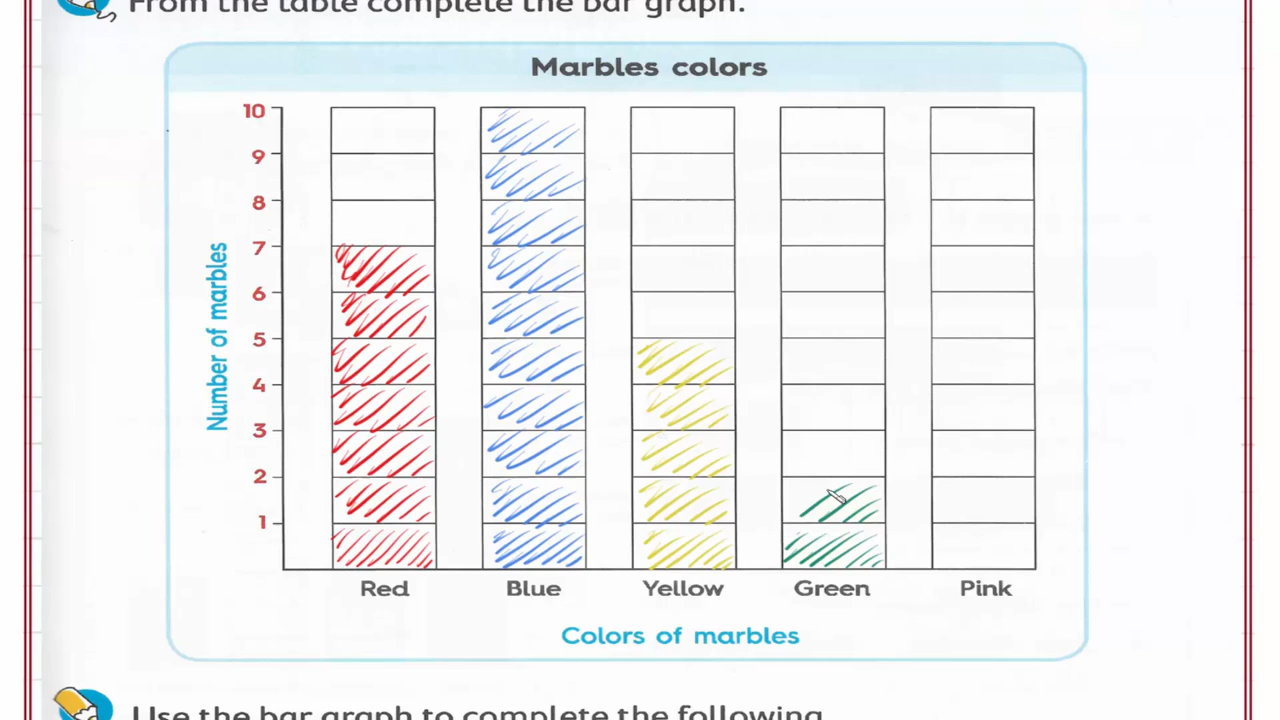 From the table complete the bar graph.
Marbles colors
10
9
8
7
6
5
4
3
2
1
Number of marbles
Red Blue Yellow Green Pink
Colors of marbles
Use the bar graph to complete the following